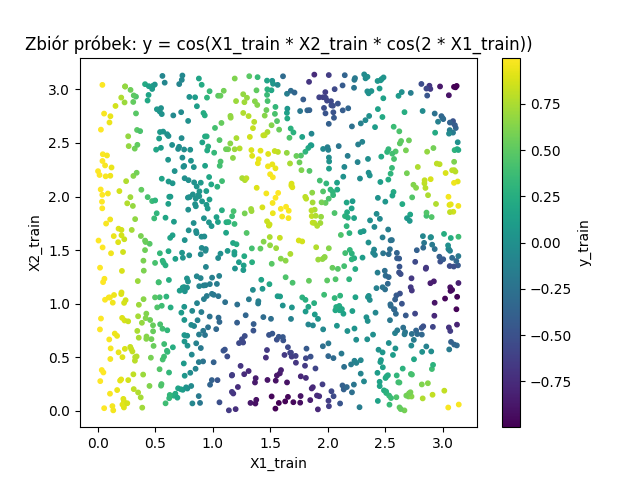 Zbiór próbek: y = cos(X1_train * X2_train * cos(2 * X1_train))
3.0
2.5
2.0
1.5
1.0
0.5
0.0
X2_train
0.0 0.5 1.0 1.5 2.0 2.5 3.0
X1_train
0.75
0.50
0.25
0.00
−0.25
−0.50
−0.75
y_train